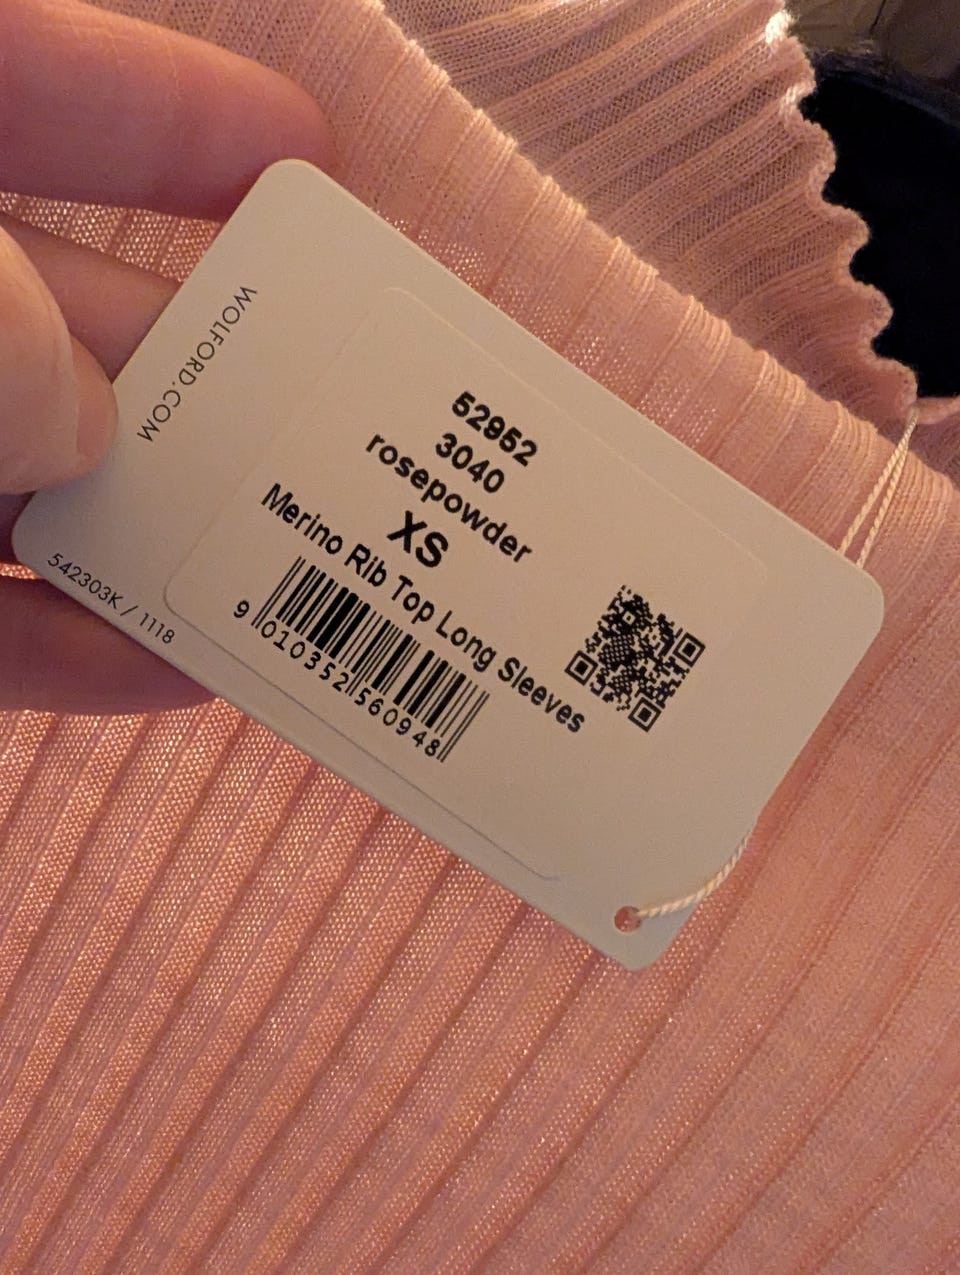 WOLFORD.COM
52952
3040
rosepowder
XS
Merino Rib Top Long Sleeves
9 010352 560948
542303K / 1118